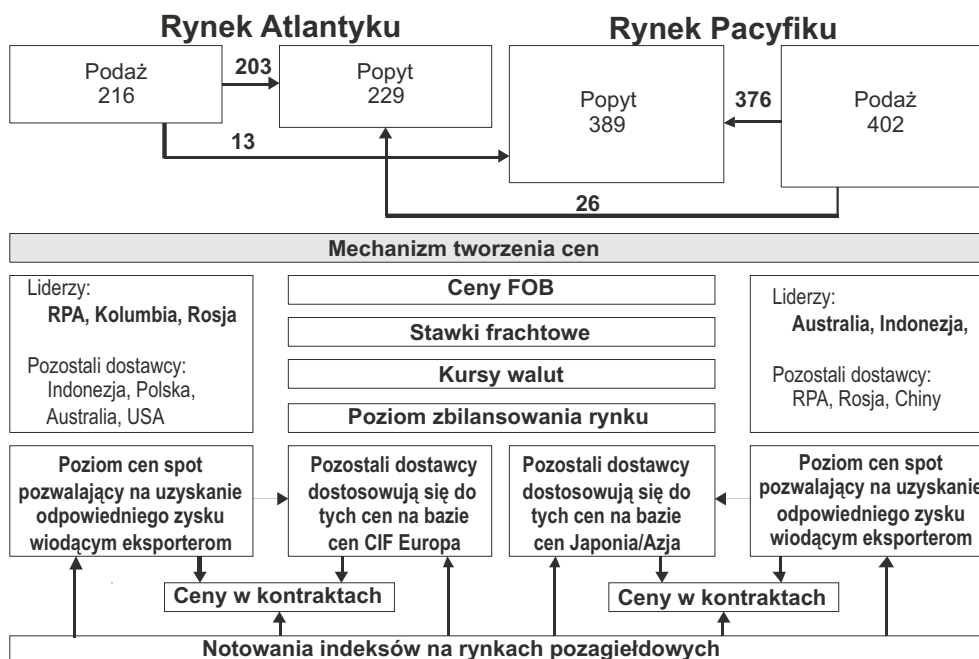 Rynek Atlantyku
Rynek Pacyfiku
Podaż
216
203
Popyt
229
Popyt
389
376
Podaż
402
13
26
Mechanizm tworzenia cen
Liderzy:
RPA, Kolumbia, Rosja
Pozostali dostawcy:
Indonezja, Polska,
Australia, USA
Ceny FOB
Stawki frachtowe
Kursy walut
Poziom zbilansowania rynku
Liderzy:
Australia, Indonezja,
Pozostali dostawcy:
RPA, Rosja, Chiny
Poziom cen spot
pozwalający na uzyskanie
odpowiedniego zysku
wiodącym eksporterom
Pozostali dostawcy
dostosowują się do
tych cen na bazie
cen CIF Europa
Pozostali dostawcy
dostosowują się do
tych cen na bazie
cen Japonia/Azja
Poziom cen spot
pozwalający na uzyskanie
odpowiedniego zysku
wiodącym eksporterom
Ceny w kontraktach
Ceny w kontraktach
Notowania indeksów na rynkach pozagiełdowych